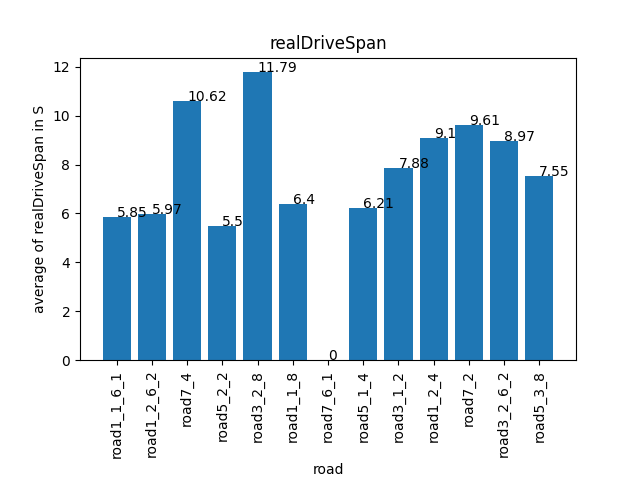 realDriveSpan
average of realDriveSpan in S
12
10
8
6
4
2
0
5.85
5.97
10.62
5.5
11.79
6.4
0
6.21
7.88
9.1
9.61
8.97
7.55
road1_1_6_1
road1_2_6_2
road7_4
road5_2_2
road3_2_8
road1_1_8
road7_6_1
road5_1_4
road3_1_2
road1_2_4
road7_2
road3_2_6_2
road5_3_8
road